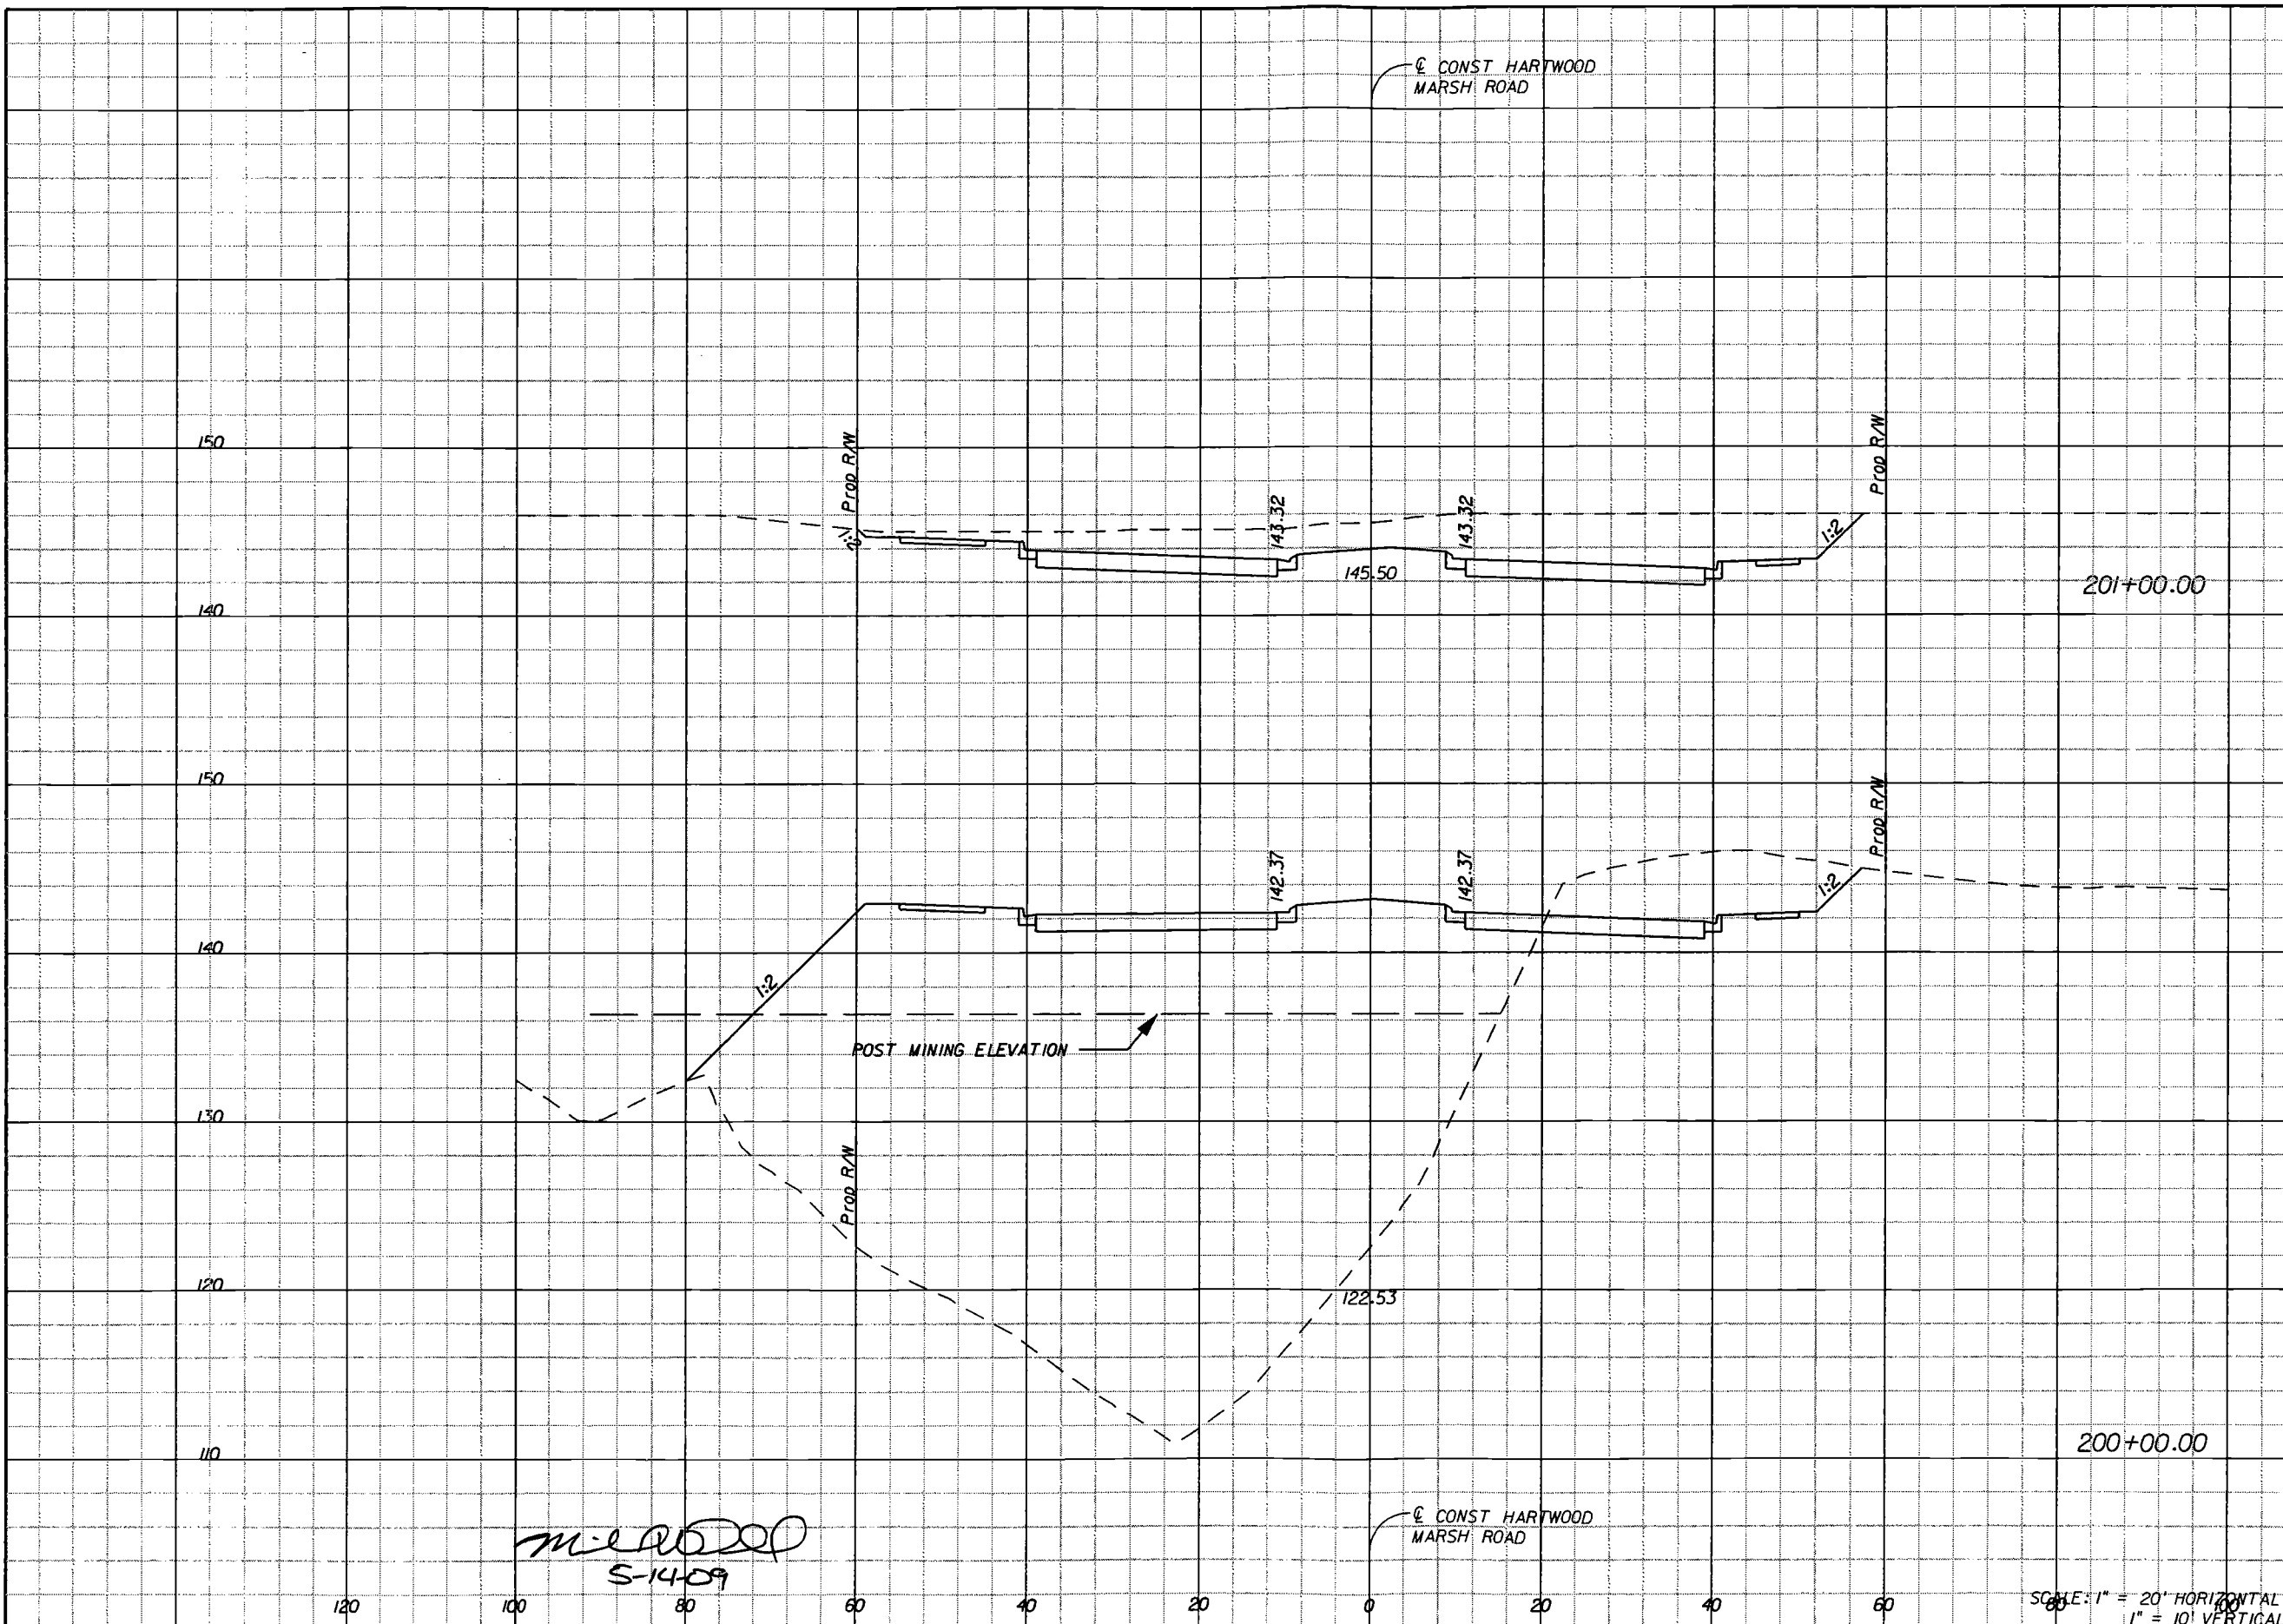 ℄ CONST HARTWOOD
MARSH ROAD
150
Prop R/W
Prop R/W
143.32
143.32
1:2
1:2
145.50
201+00.00
140
150
Prop R/W
142.37
142.37
1:2
140
1:2
POST MINING ELEVATION
130
Prop R/W
120
122.53
110
200+00.00
℄ CONST HARTWOOD
MARSH ROAD
5-14-09
SCALE: 1" = 20' HORIZONTAL
1" = 10' VERTICAL
120 100 80 60 40 20 0 20 40 60 80 100